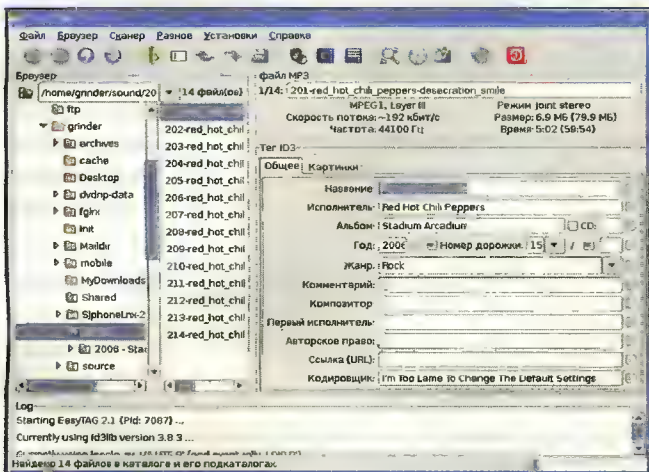 Файл Браузер Сканер Разное Установки Справка
Браузер
/home/grinder/sound/20
14 файл(ов)
ftp
grinder
archives
cache
Desktop
dvdnp-data
fglrx
init
Maildir
mobile
MyDownloads
Shared
SJphoneLnx-2
2006 - Stad
source
202-red_hot_chil
203-red_hot_chil
204-red_hot_chil
205-red_hot_chil
206-red_hot_chil
207-red_hot_chil
208-red_hot_chil
209-red_hot_chil
210-red_hot_chil
211-red_hot_chil
212-red_hot_chil
213-red_hot_chil
214-red_hot_chil
файл MP3
1/14: 201-red_hot_chili_peppers-desecration_smile
MPEG1, Layer III Режим: Joint stereo
Скорость потока: ~192 кбит/с Размер: 6.9 МБ (79.9 МБ)
Частота: 44100 Гц Время: 5:02 (58:54)
Тег ID3
Общее Картинки
Название
Исполнитель: Red Hot Chili Peppers
Альбом: Stadium Arcadium CD:
Год: 2006 Номер дорожки: 15 /
Жанр: Rock
Комментарий:
Композитор
Первый исполнитель:
Авторское право:
Ссылка (URL):
Кодировщик: I'm Too Lame To Change The Default Settings
Log
Starting EasyTAG 2.1 (Pid: 7087) ...
Currently using id3lib version 3.8.3 ...
Найдено 14 файлов в каталоге и его подкаталогах.